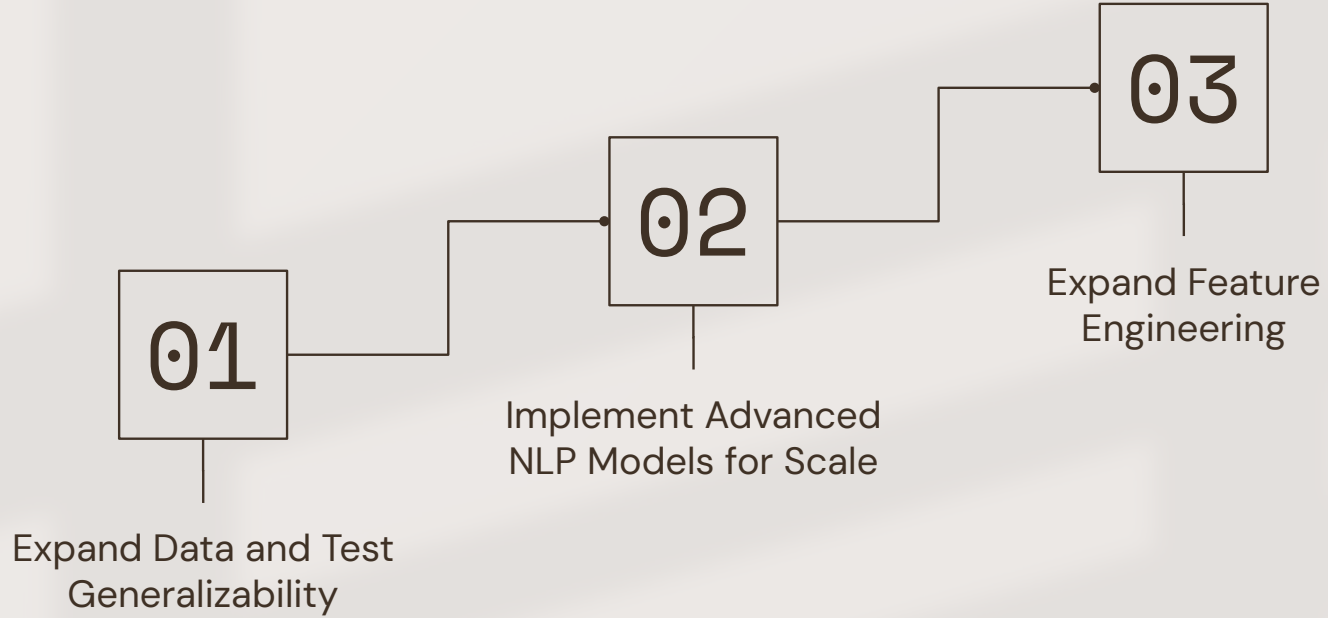 01
Expand Data and Test
Generalizability
02
Implement Advanced
NLP Models for Scale
03
Expand Feature
Engineering